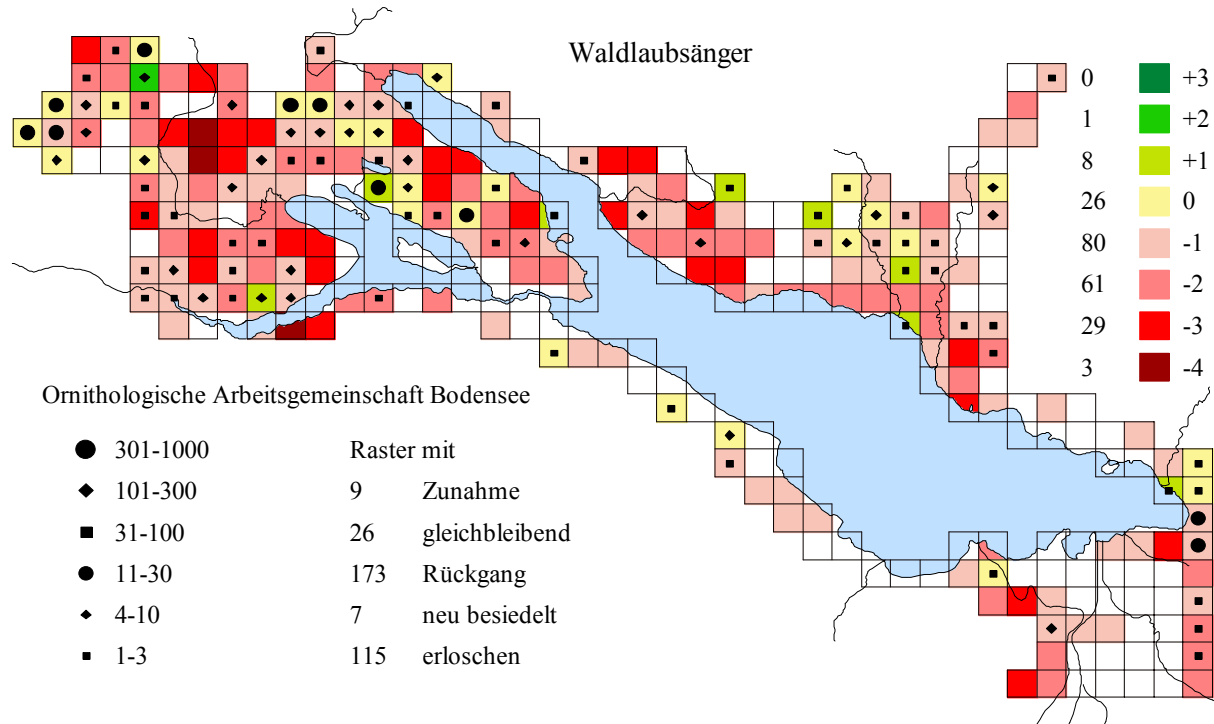 Waldlaubsänger
0 +3
1 +2
8 +1
26 0
80 -1
61 -2
29 -3
3 -4
Ornithologische Arbeitsgemeinschaft Bodensee
301-1000 Raster mit
101-300 9 Zunahme
31-100 26 gleichbleibend
11-30 173 Rückgang
4-10 7 neu besiedelt
1-3 115 erloschen